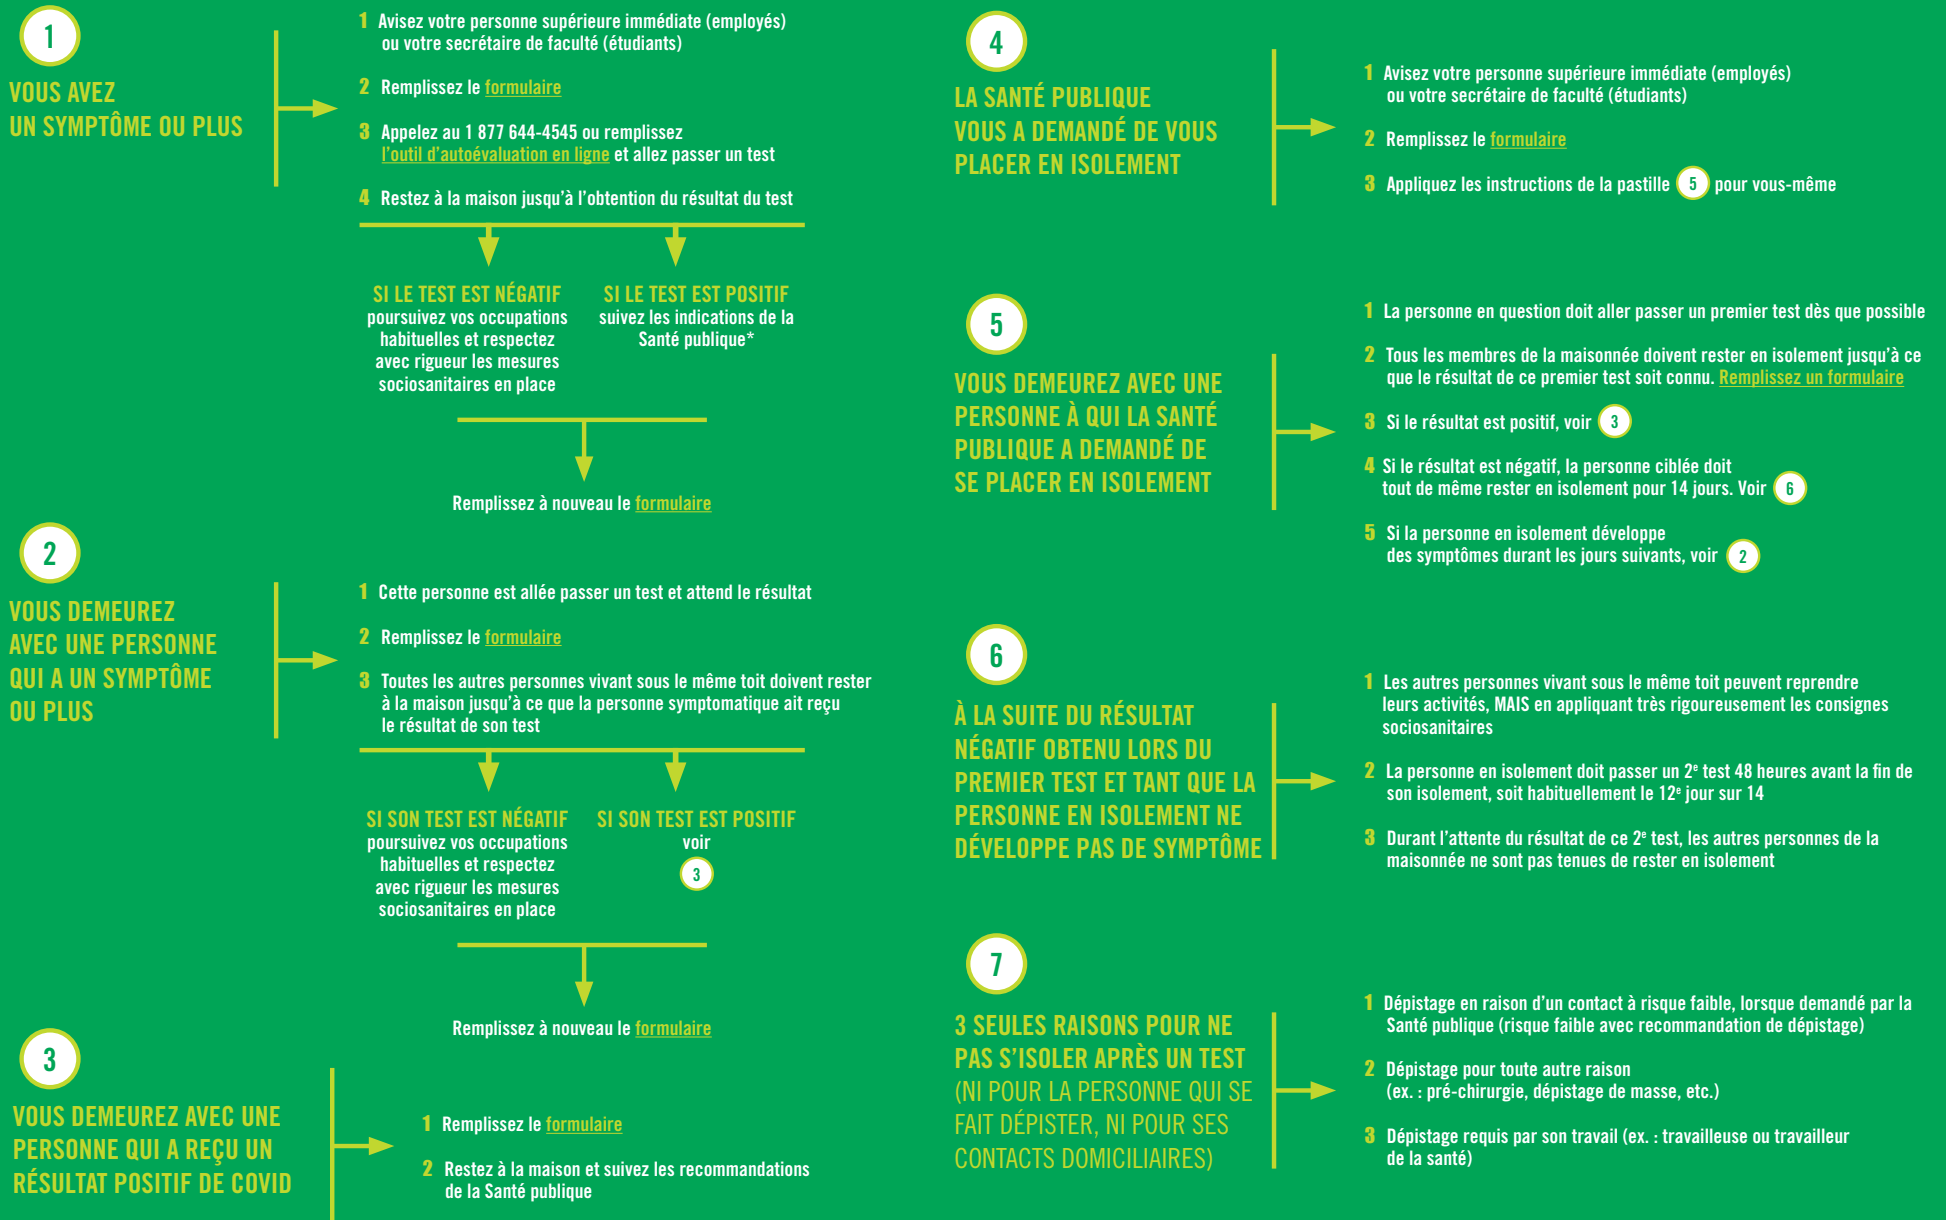 1
VOUS AVEZ
UN SYMPTÔME OU PLUS
1 Avisez votre personne supérieure immédiate (employés)
ou votre secrétaire de faculté (étudiants)
2 Remplissez le formulaire
3 Appelez au 1 877 644-4545 ou remplissez
l’outil d’autoévaluation en ligne et allez passer un test
4 Restez à la maison jusqu’à l’obtention du résultat du test
SI LE TEST EST NÉGATIF
poursuivez vos occupations
habituelles et respectez
avec rigueur les mesures
sociosanitaires en place
SI LE TEST EST POSITIF
suivez les indications de la
Santé publique*
Remplissez à nouveau le formulaire
2
VOUS DEMEUREZ
AVEC UNE PERSONNE
QUI A UN SYMPTÔME
OU PLUS
1 Cette personne est allée passer un test et attend le résultat
2 Remplissez le formulaire
3 Toutes les autres personnes vivant sous le même toit doivent rester
à la maison jusqu’à ce que la personne symptomatique ait reçu
le résultat de son test
SI SON TEST EST NÉGATIF
poursuivez vos occupations
habituelles et respectez
avec rigueur les mesures
sociosanitaires en place
SI SON TEST EST POSITIF
voir
3
Remplissez à nouveau le formulaire
3
VOUS DEMEUREZ AVEC UNE
PERSONNE QUI A REÇU UN
RÉSULTAT POSITIF DE COVID
1 Remplissez le formulaire
2 Restez à la maison et suivez les recommandations
de la Santé publique
4
LA SANTÉ PUBLIQUE
VOUS A DEMANDÉ DE VOUS
PLACER EN ISOLEMENT
1 Avisez votre personne supérieure immédiate (employés)
ou votre secrétaire de faculté (étudiants)
2 Remplissez le formulaire
3 Appliquez les instructions de la pastille 5 pour vous-même
5
VOUS DEMEUREZ AVEC UNE
PERSONNE À QUI LA SANTÉ
PUBLIQUE A DEMANDÉ DE
SE PLACER EN ISOLEMENT
1 La personne en question doit aller passer un premier test dès que possible
2 Tous les membres de la maisonnée doivent rester en isolement jusqu’à ce
que le résultat de ce premier test soit connu. Remplissez un formulaire
3 Si le résultat est positif, voir 3
4 Si le résultat est négatif, la personne ciblée doit
tout de même rester en isolement pour 14 jours. Voir 6
5 Si la personne en isolement développe
des symptômes durant les jours suivants, voir 2
6
À LA SUITE DU RÉSULTAT
NÉGATIF OBTENU LORS DU
PREMIER TEST ET TANT QUE LA
PERSONNE EN ISOLEMENT NE
DÉVELOPPE PAS DE SYMPTÔME
1 Les autres personnes vivant sous le même toit peuvent reprendre
leurs activités, MAIS en appliquant très rigoureusement les consignes
sociosanitaires
2 La personne en isolement doit passer un 2e test 48 heures avant la fin de
son isolement, soit habituellement le 12e jour sur 14
3 Durant l’attente du résultat de ce 2e test, les autres personnes de la
maisonnée ne sont pas tenues de rester en isolement
7
3 SEULES RAISONS POUR NE
PAS S’ISOLER APRÈS UN TEST
(NI POUR LA PERSONNE QUI SE
FAIT DÉPISTER, NI POUR SES
CONTACTS DOMICILIAIRES)
1 Dépistage en raison d’un contact à risque faible, lorsque demandé par la
Santé publique (risque faible avec recommandation de dépistage)
2 Dépistage pour toute autre raison
(ex. : pré-chirurgie, dépistage de masse, etc.)
3 Dépistage requis par son travail (ex. : travailleuse ou travailleur
de la santé)